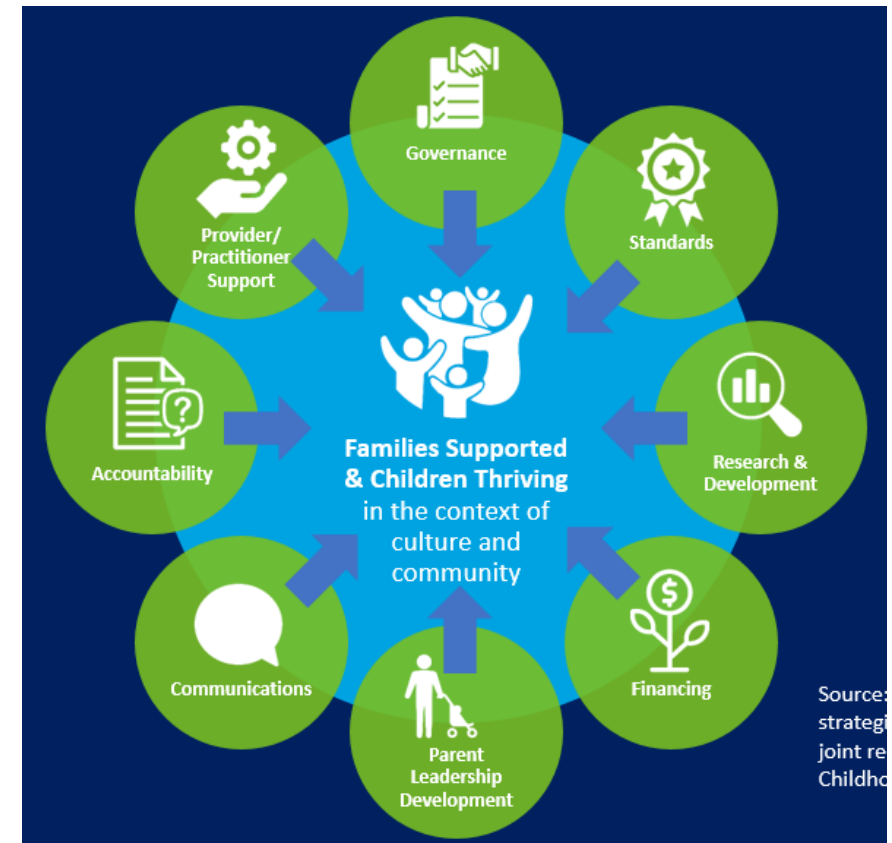 Governance
Standards
Research &
Development
Financing
Parent
Leadership
Development
Communications
Accountability
Provider/
Practitioner
Support
Families Supported
& Children Thriving
in the context of
culture and
community
?
$
Source:
strategi
joint re
Childho